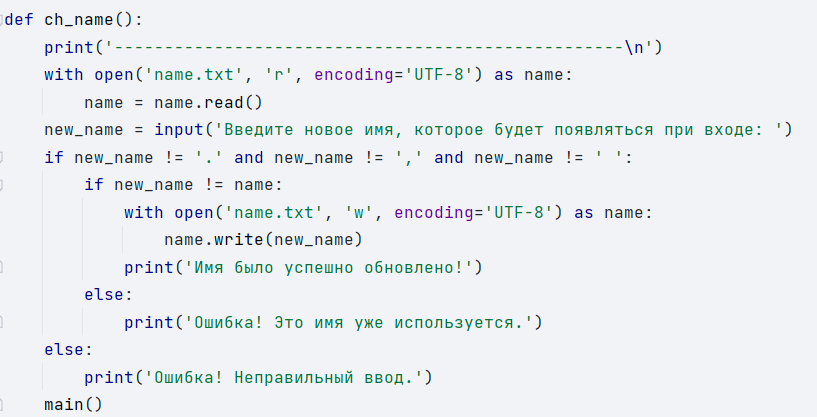 def ch_name():
    print('---------------------------------------------------\n')
    with open('name.txt', 'r', encoding='UTF-8') as name:
        name = name.read()
    new_name = input('Введите новое имя, которое будет появляться при входе: ')
    if new_name != '.' and new_name != ',' and new_name != ' ':
        if new_name != name:
            with open('name.txt', 'w', encoding='UTF-8') as name:
                name.write(new_name)
            print('Имя было успешно обновлено!')
        else:
            print('Ошибка! Это имя уже используется.')
    else:
        print('Ошибка! Неправильный ввод.')
    main()